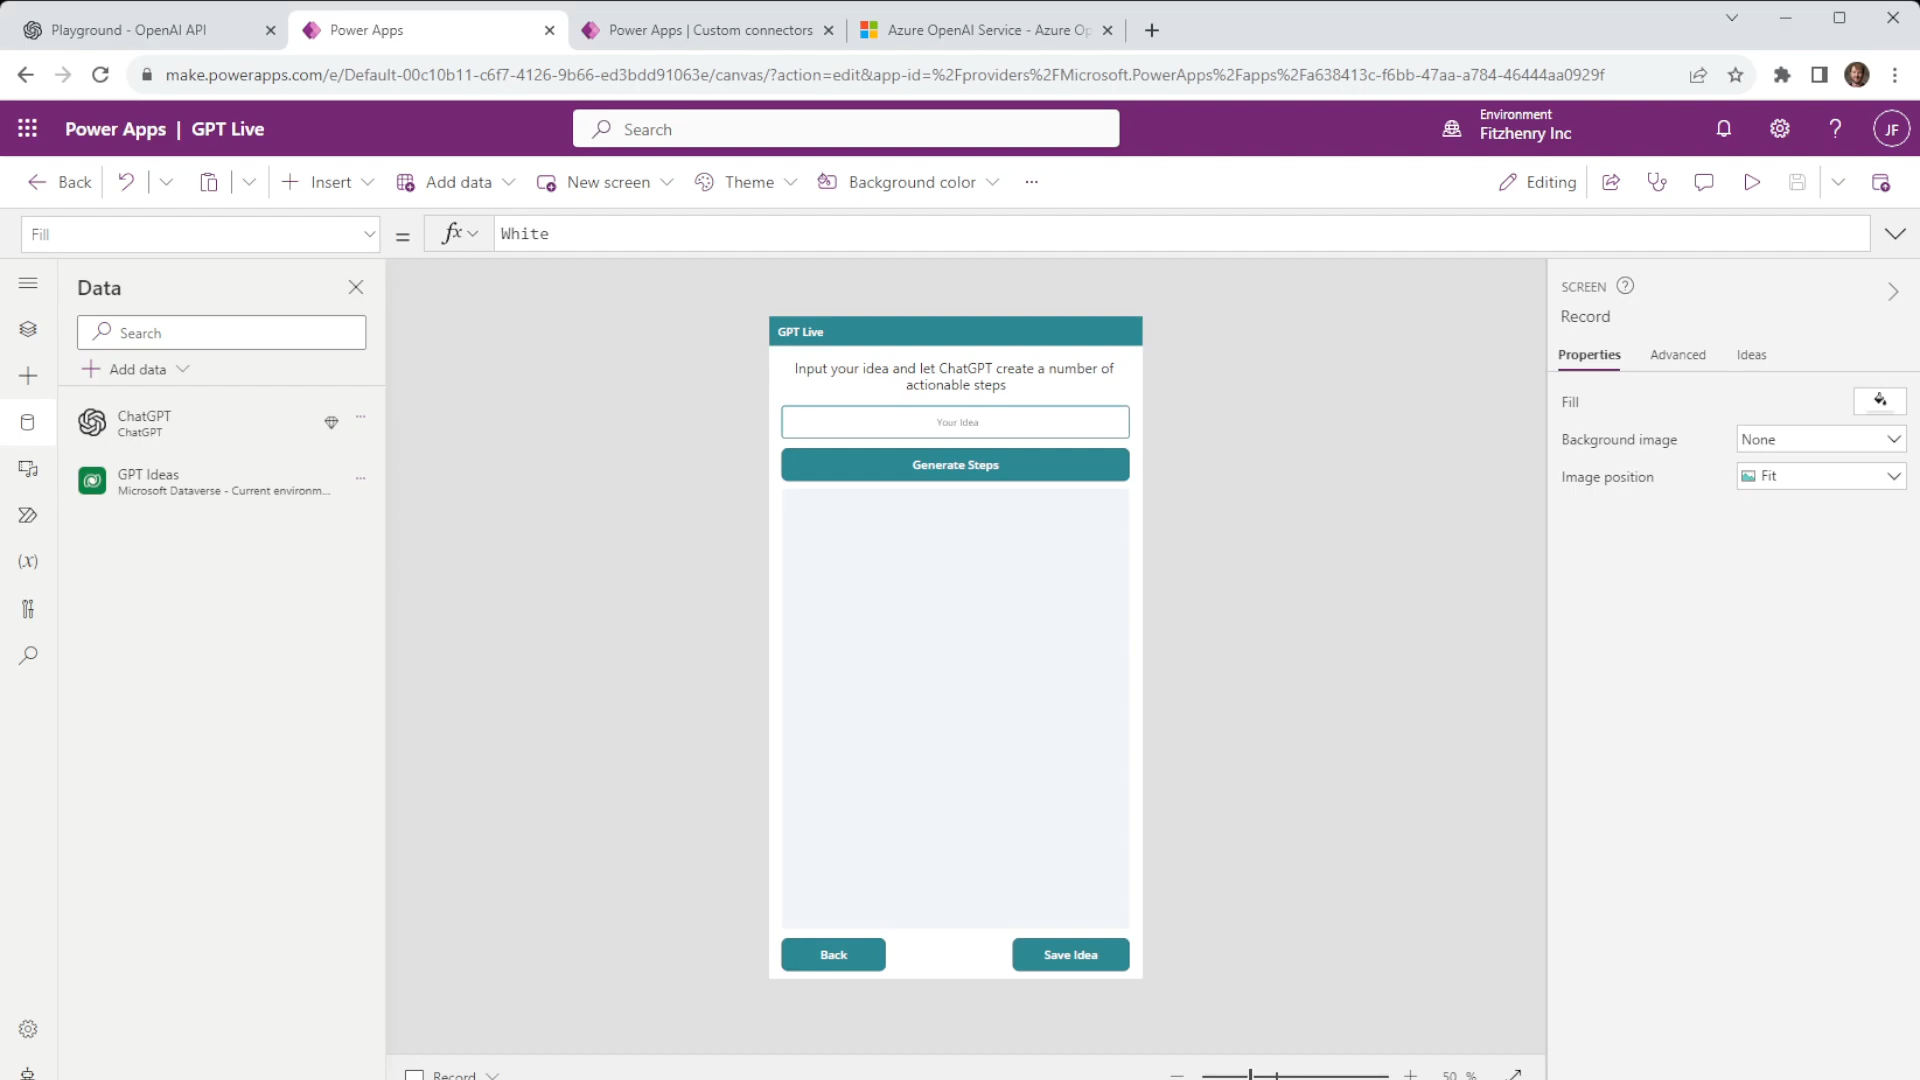 Playground - OpenAI API
Power Apps
Power Apps | Custom connectors
Azure OpenAI Service - Azure Op
make.powerapps.com/e/Default-00c10b11-c6f7-4126-9b66-ed3bdd91063e/canvas/?action=edit&app-id=%2Fproviders%2FMicrosoft.PowerApps%2Fapps%2Fa638413c-f6bb-47aa-a784-46444aa0929f
Power Apps | GPT Live
Search
Environment
Fitzhenry Inc
JF
Back
Insert
Add data
New screen
Theme
Background color
Editing
Fill
=
fx
White
Data
Search
Add data
ChatGPT
ChatGPT
GPT Ideas
Microsoft Dataverse - Current environm...
(x)
GPT Live
Input your idea and let ChatGPT create a number of
actionable steps
Your Idea
Generate Steps
Back
Save Idea
SCREEN
Record
Properties
Advanced
Ideas
Fill
Background image
None
Image position
Fit
Record
50 %